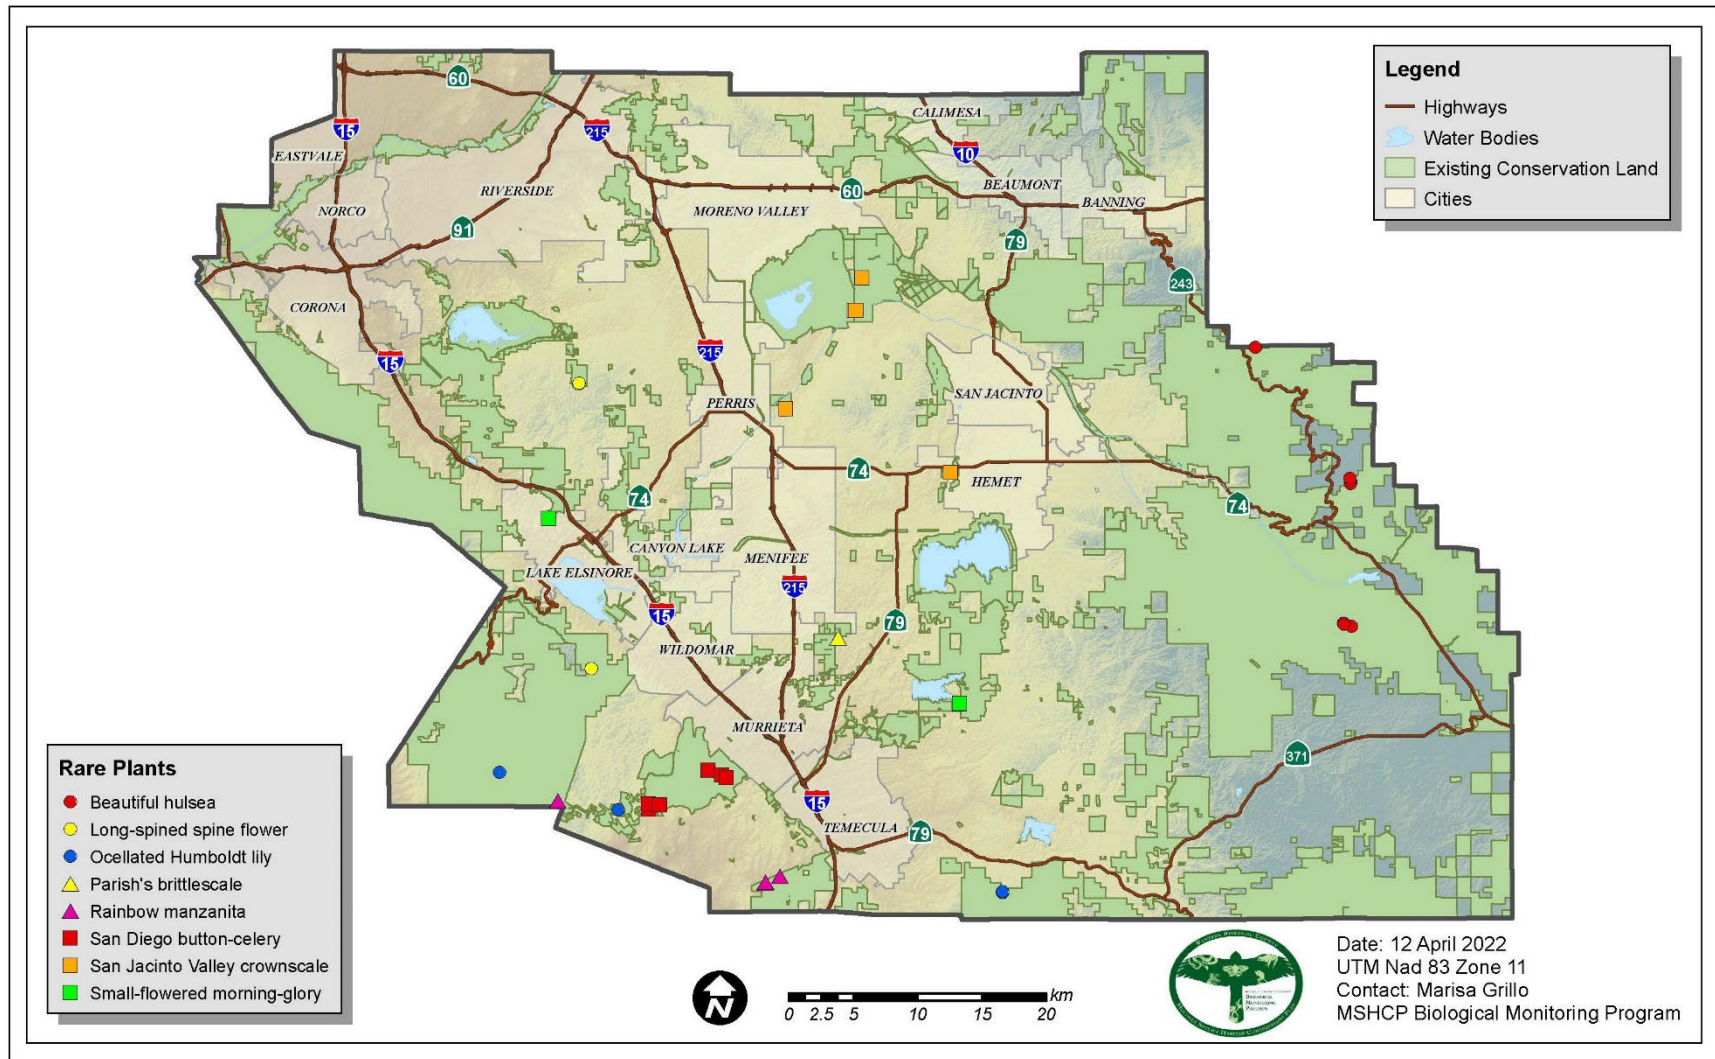 Legend
Highways
Water Bodies
Existing Conservation Land
Cities
60
15
215
EASTVALE
RIVERSIDE
NORCO
91
CORONA
CALIMESA
10
BEAUMONT
BANNING
60
MORENO VALLEY
79
243
15
215
PERRIS
SAN JACINTO
74
74
HEMET
74
CANYON LAKE
LAKE ELSINORE
MENIFEE
215
15
79
WILDOMAR
MURRIETA
371
15
TEMECULA
79
Rare Plants
Beautiful hulsea
Long-spined spine flower
Ocellated Humboldt lily
Parish's brittlescale
Rainbow manzanita
San Diego button-celery
San Jacinto Valley crownscale
Small-flowered morning-glory
N
km
0 2.5 5 10 15 20
BIOLOGICAL
MONITORING
PROGRAM
Date: 12 April 2022
UTM Nad 83 Zone 11
Contact: Marisa Grillo
MSHCP Biological Monitoring Program